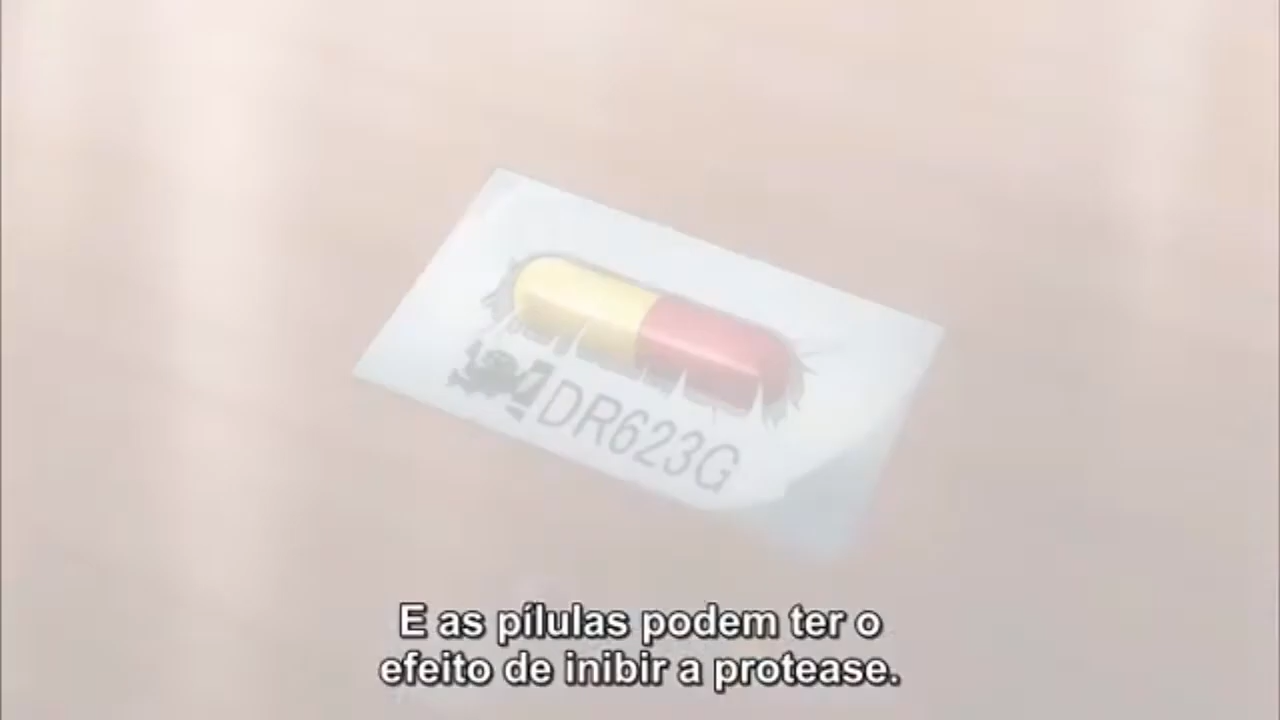 DR623G
E as pílulas podem ter o
efeito de inibir a protease.